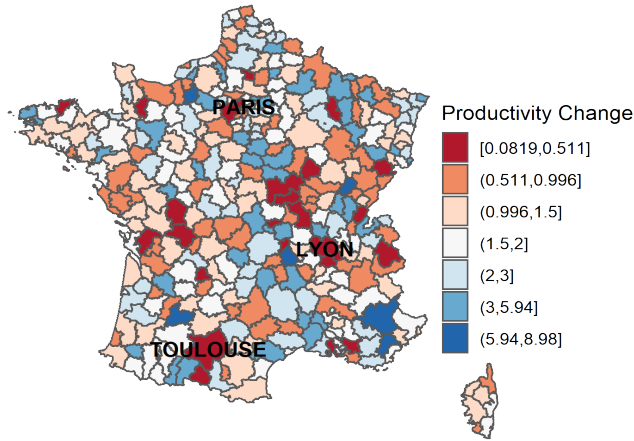 PARIS
Productivity Change
[0.0819,0.511]
(0.511,0.996]
(0.996,1.5]
(1.5,2]
(2,3]
(3,5.94]
(5.94,8.98]
LYON
TOULOUSE